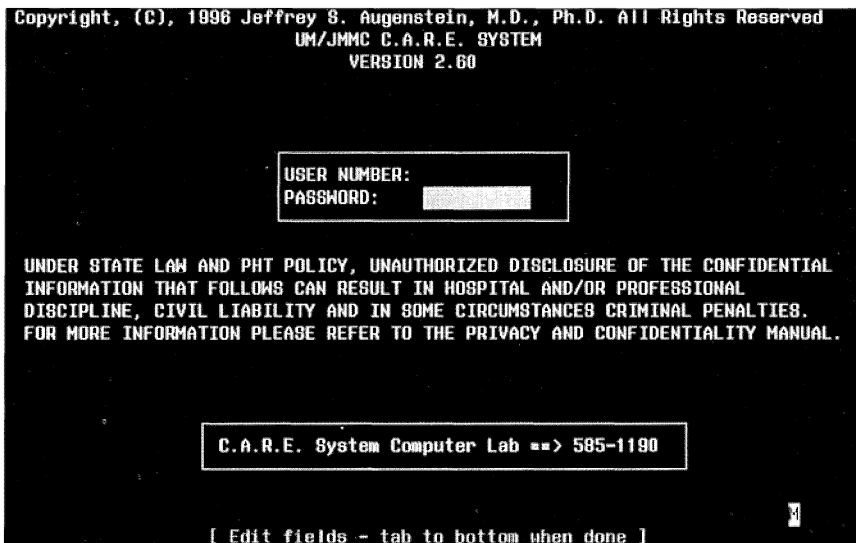 Copyright, (C), 1996 Jeffrey S. Augenstein, M.D., Ph.D. All Rights Reserved
UM/JMMC C.A.R.E. SYSTEM
VERSION 2.60
USER NUMBER:
PASSWORD:
UNDER STATE LAW AND PHT POLICY, UNAUTHORIZED DISCLOSURE OF THE CONFIDENTIAL
INFORMATION THAT FOLLOWS CAN RESULT IN HOSPITAL AND/OR PROFESSIONAL
DISCIPLINE, CIVIL LIABILITY AND IN SOME CIRCUMSTANCES CRIMINAL PENALTIES.
FOR MORE INFORMATION PLEASE REFER TO THE PRIVACY AND CONFIDENTIALITY MANUAL.
C.A.R.E. System Computer Lab ==> 585-1190
M
[ Edit fields - tab to bottom when done ]